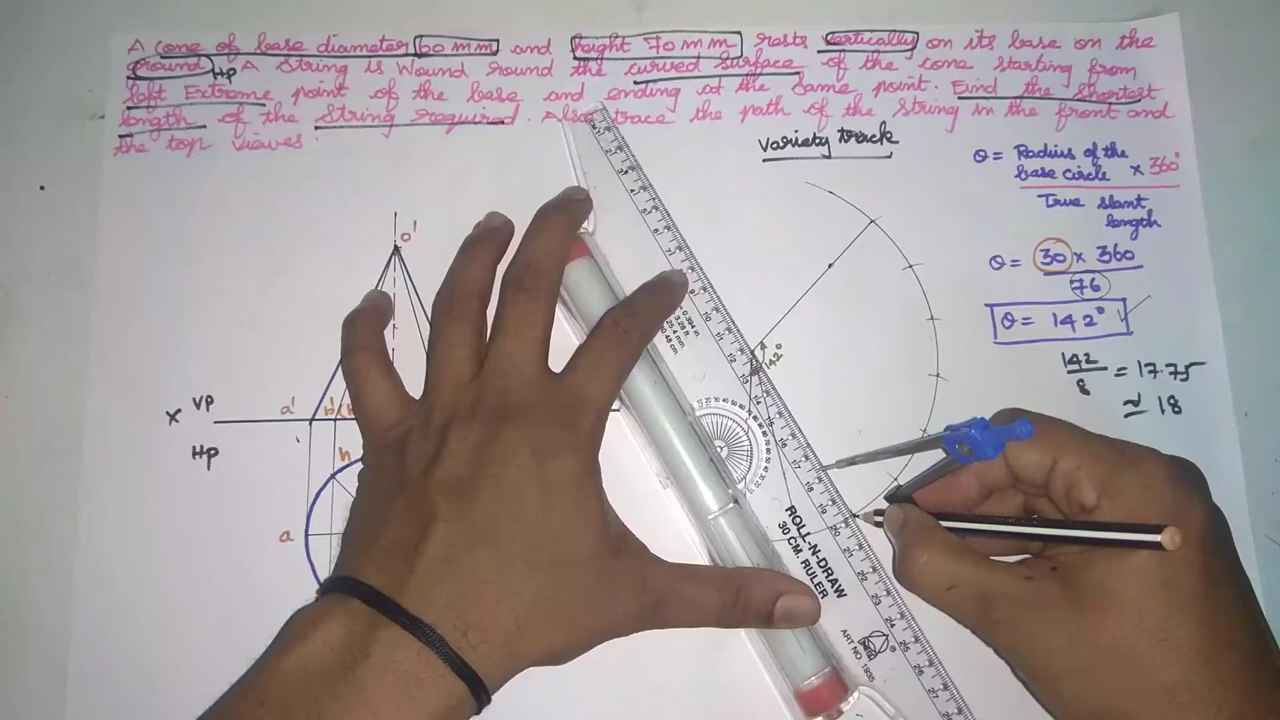 A cone of base diameter 60 mm and height 70 mm rests vertically on its base on the
ground HP A String is Wound round the curved surface of the cone starting from
left Extreme point of the base and ending at the Same point. Find the shortest
length of the String required. Also trace the path of the String in the front and
the top views
Variety track
θ = Radius of the base circle × 360°
True slant length
θ = 30 × 360
76
θ = 142°
142
8
= 17.75
≈ 18
o'
142°
X VP
a' b'
HP
h
a
ROLL-N-DRAW
30 CM. RULER
ART NO. 1935